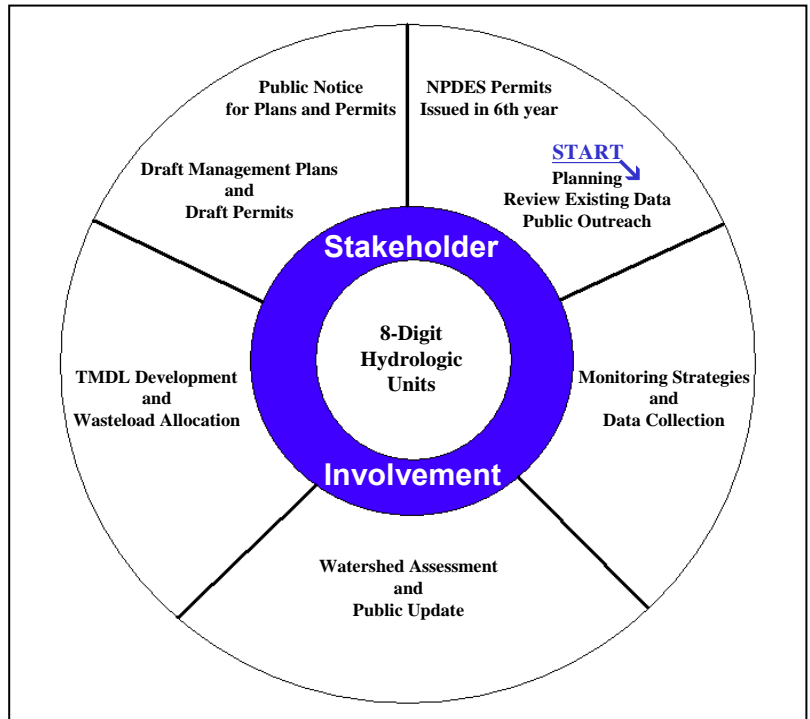 Public Notice
for Plans and Permits
Draft Management Plans
and
Draft Permits
NPDES Permits
Issued in 6th year
START
Planning
Review Existing Data
Public Outreach
Stakeholder
8-Digit
Hydrologic
Units
Involvement
TMDL Development
and
Wasteload Allocation
Monitoring Strategies
and
Data Collection
Watershed Assessment
and
Public Update